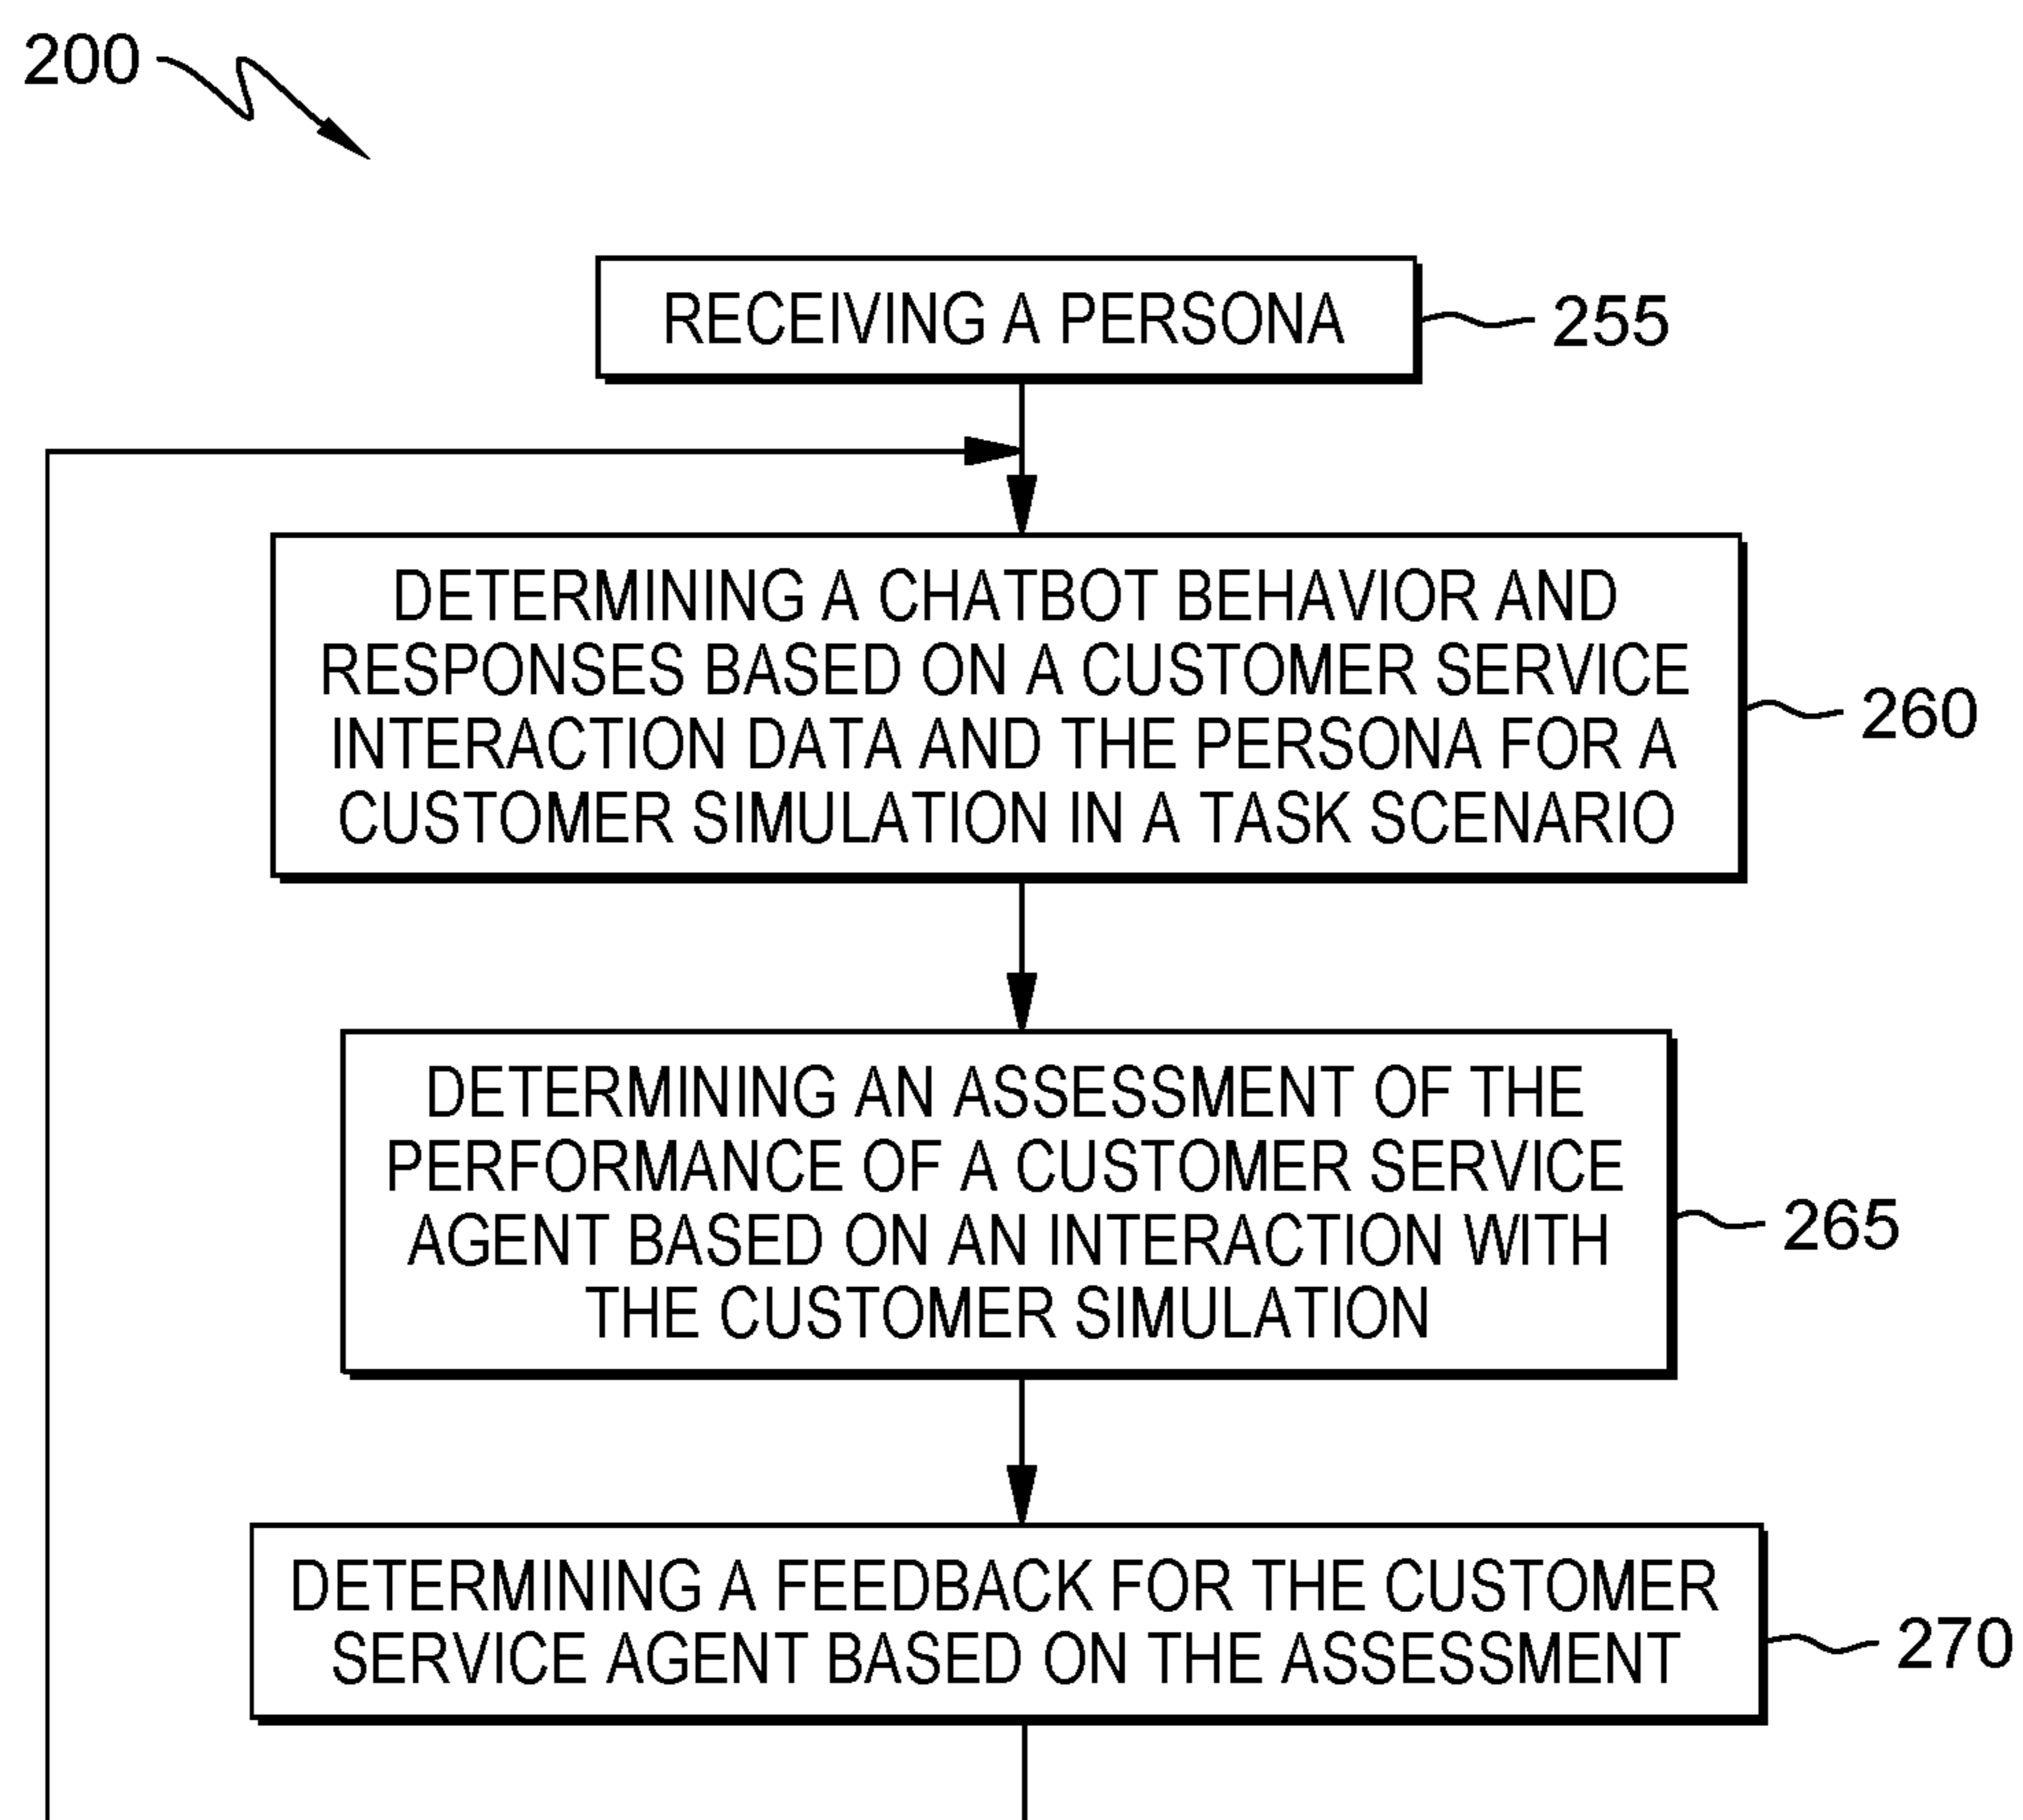 200
RECEIVING A PERSONA
255
DETERMINING A CHATBOT BEHAVIOR AND
RESPONSES BASED ON A CUSTOMER SERVICE
INTERACTION DATA AND THE PERSONA FOR A
CUSTOMER SIMULATION IN A TASK SCENARIO
260
DETERMINING AN ASSESSMENT OF THE
PERFORMANCE OF A CUSTOMER SERVICE
AGENT BASED ON AN INTERACTION WITH
THE CUSTOMER SIMULATION
265
DETERMINING A FEEDBACK FOR THE CUSTOMER
SERVICE AGENT BASED ON THE ASSESSMENT
270